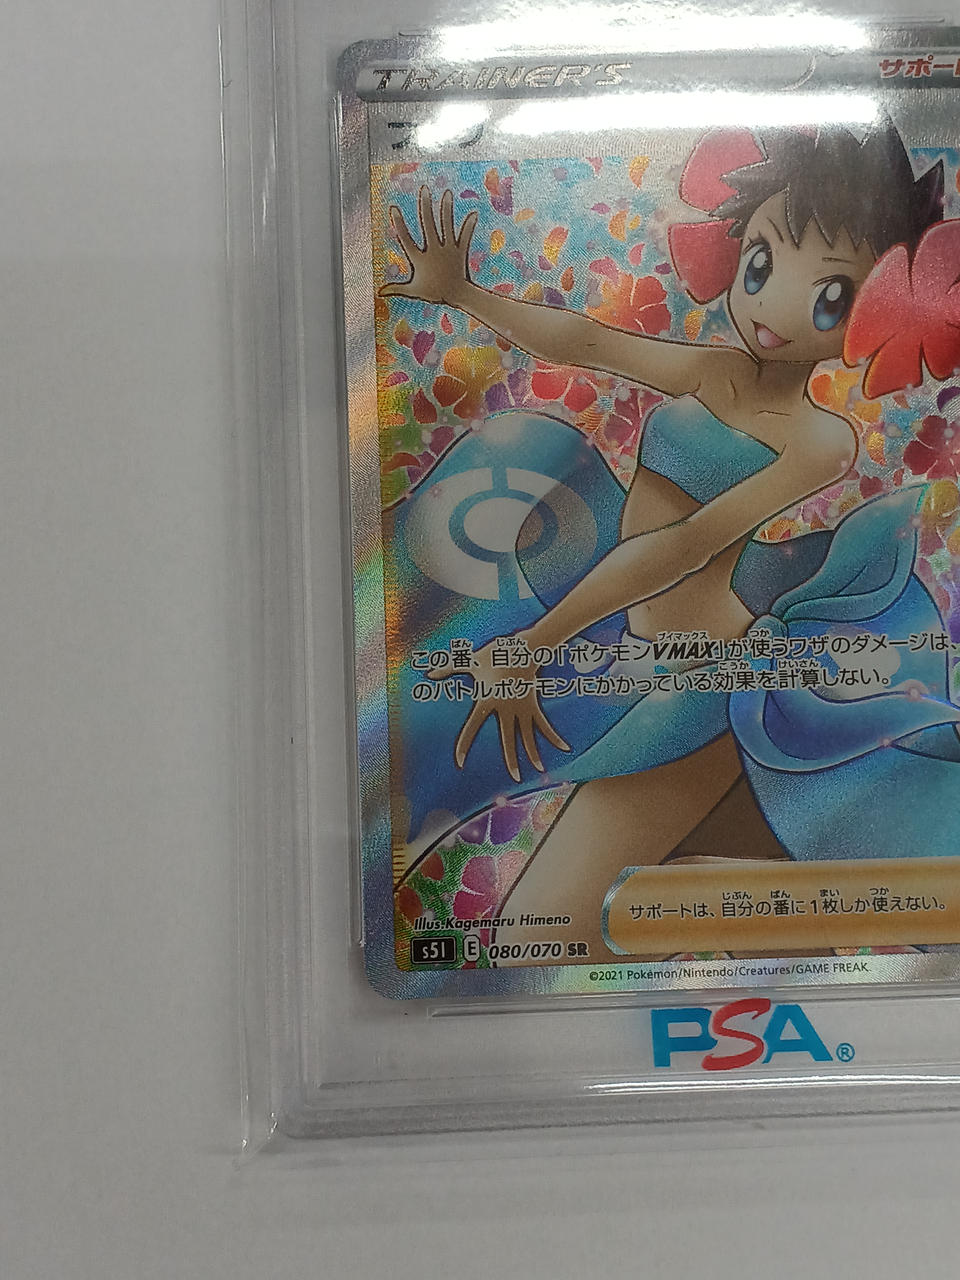 TRAINER'S
サポート
フヨウ
この番、自分の「ポケモンVMAX」が使うワザのダメージは、
のバトルポケモンにかかっている効果を計算しない。
サポートは、自分の番に1枚しか使えない。
Illus.Kagemaru Himeno
s5I E 080/070 SR
©2021 Pokémon/Nintendo/Creatures/GAME FREAK.
PSA®